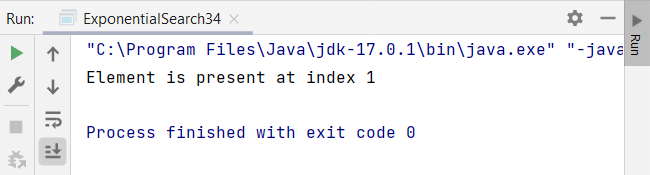 Run: ExponentialSearch34
"C:\Program Files\Java\jdk-17.0.1\bin\java.exe" "-java
Element is present at index 1
Process finished with exit code 0
Run